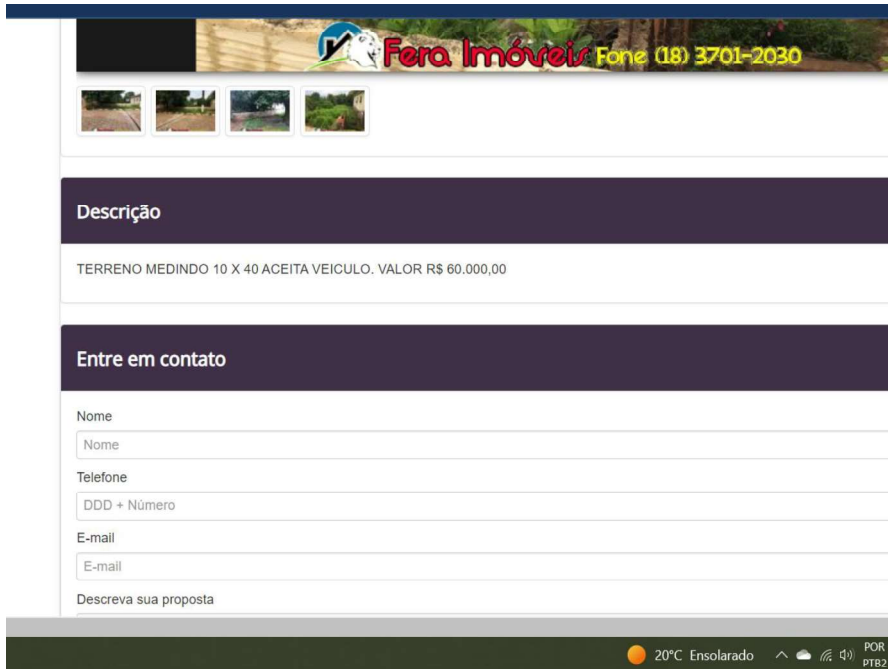 Fera Imóveis Fone (18) 3701-2030
Descrição
TERRENO MEDINDO 10 X 40 ACEITA VEICULO. VALOR R$ 60.000,00
Entre em contato
Nome
Nome
Telefone
DDD + Número
E-mail
E-mail
Descreva sua proposta
20°C Ensolarado
POR
PTB2